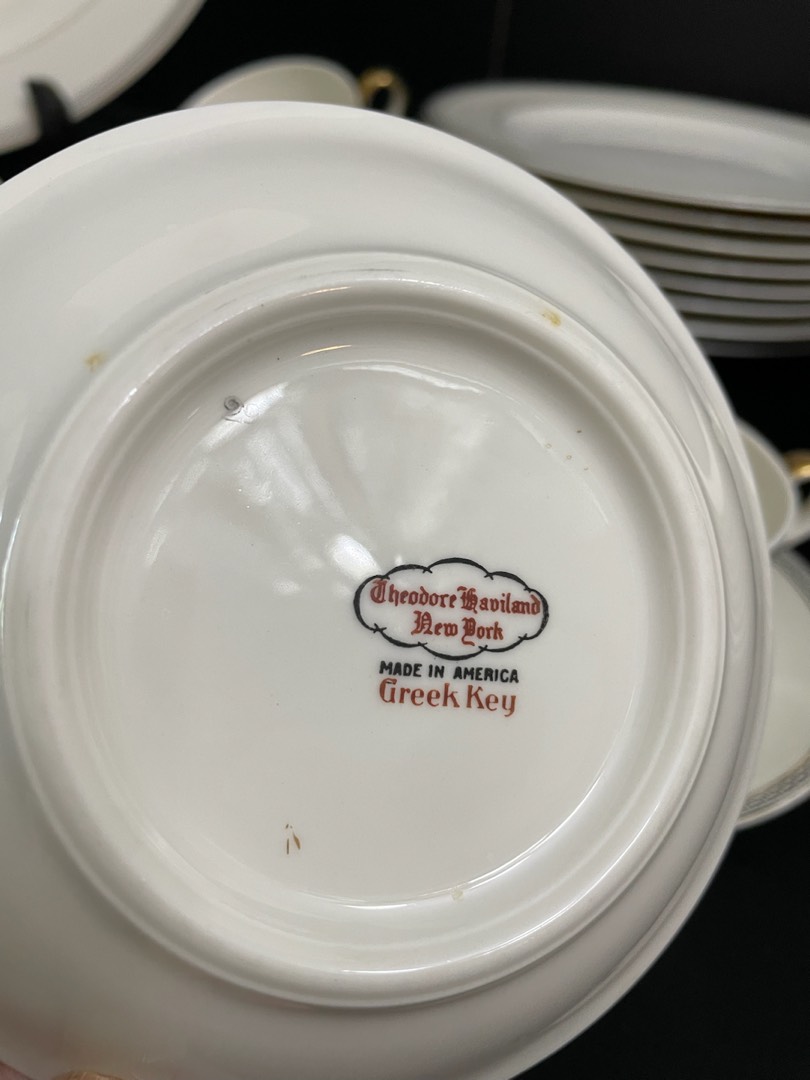 Theodore Haviland
New York
MADE IN AMERICA
Greek Key